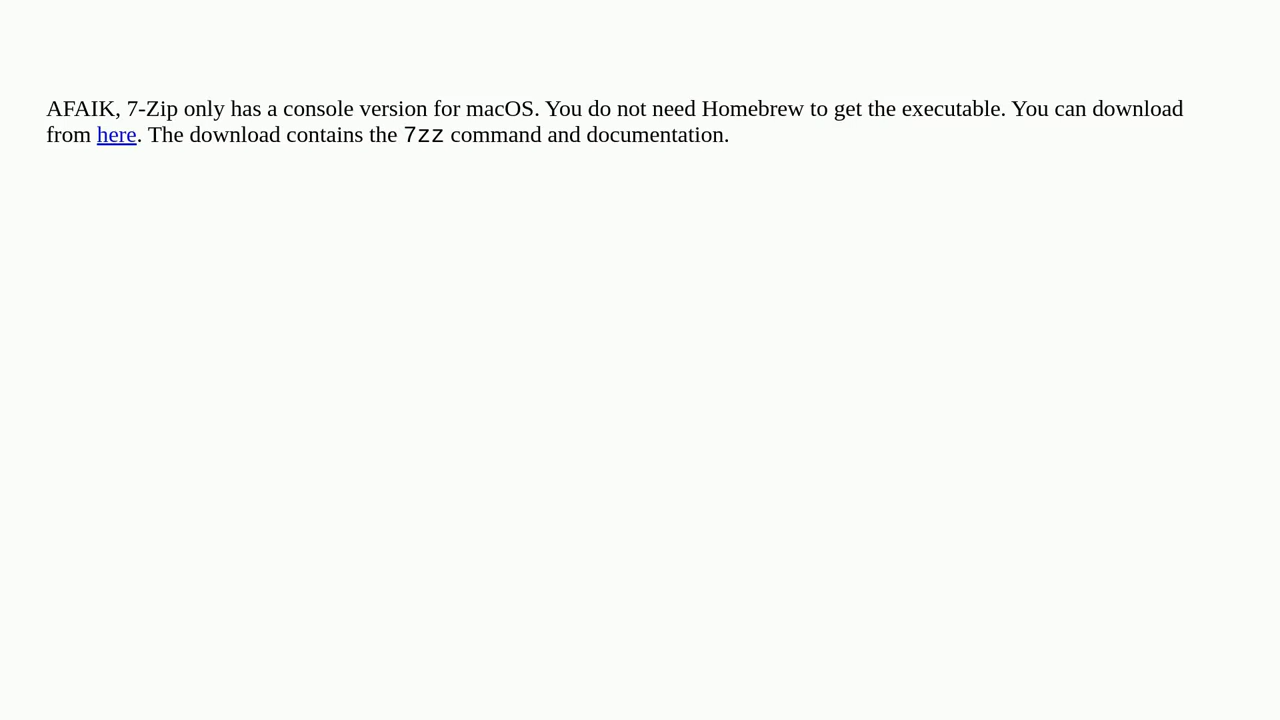 AFAIK, 7-Zip only has a console version for macOS. You do not need Homebrew to get the executable. You can download
from here. The download contains the 7zz command and documentation.